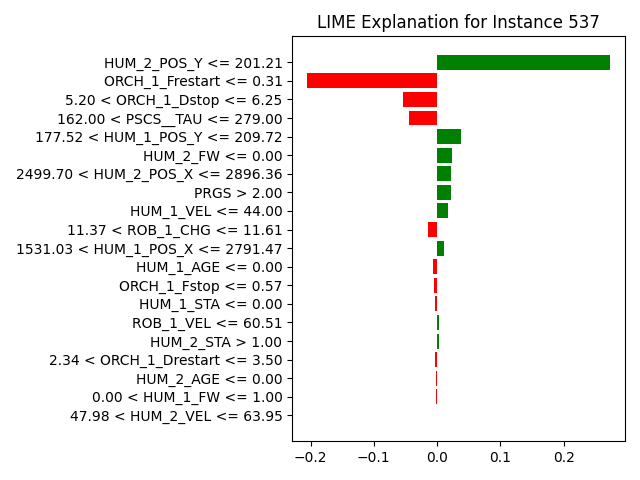 LIME Explanation for Instance 537
HUM_2_POS_Y <= 201.21
ORCH_1_Frestart <= 0.31
5.20 < ORCH_1_Dstop <= 6.25
162.00 < PSCS__TAU <= 279.00
177.52 < HUM_1_POS_Y <= 209.72
HUM_2_FW <= 0.00
2499.70 < HUM_2_POS_X <= 2896.36
PRGS > 2.00
HUM_1_VEL <= 44.00
11.37 < ROB_1_CHG <= 11.61
1531.03 < HUM_1_POS_X <= 2791.47
HUM_1_AGE <= 0.00
ORCH_1_Fstop <= 0.57
HUM_1_STA <= 0.00
ROB_1_VEL <= 60.51
HUM_2_STA > 1.00
2.34 < ORCH_1_Drestart <= 3.50
HUM_2_AGE <= 0.00
0.00 < HUM_1_FW <= 1.00
47.98 < HUM_2_VEL <= 63.95
−0.2 −0.1 0.0 0.1 0.2